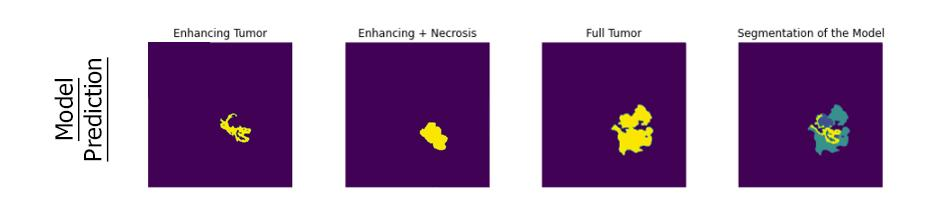 Enhancing Tumor
Enhancing + Necrosis
Full Tumor
Segmentation of the Model
Model
Prediction